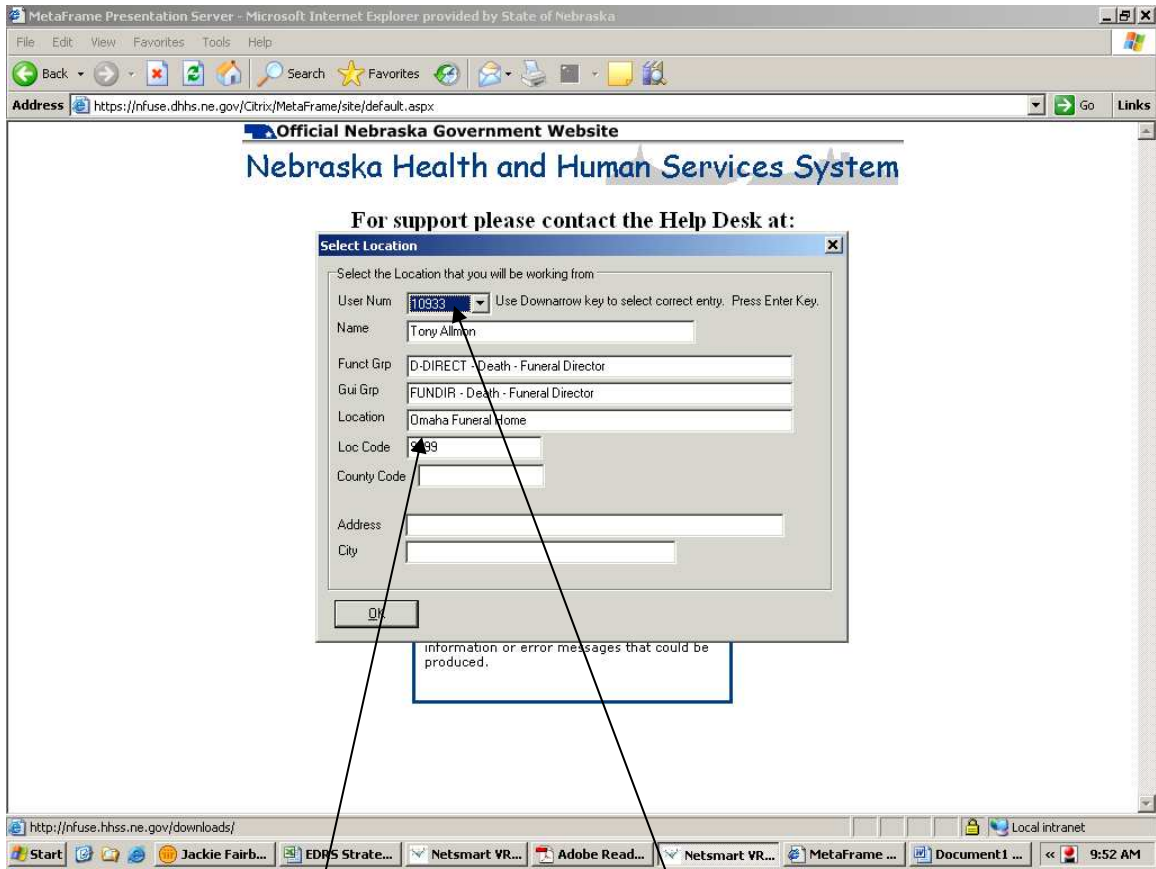 MetaFrame Presentation Server - Microsoft Internet Explorer provided by State of Nebraska
File Edit View Favorites Tools Help
Back Search Favorites
Address https://nfuse.dhhs.ne.gov/Citrix/MetaFrame/site/default.aspx Go Links
Official Nebraska Government Website
Nebraska Health and Human Services System
For support please contact the Help Desk at:
Select Location
Select the Location that you will be working from
User Num 10933 Use Downarrow key to select correct entry. Press Enter Key.
Name Tony Allmon
Funct Grp D-DIRECT - Death - Funeral Director
Gui Grp FUNDIR - Death - Funeral Director
Location Omaha Funeral Home
Loc Code
County Code
Address
City
OK
information or error messages that could be
produced.
http://nfuse.hhss.ne.gov/downloads/ Local intranet
Start Jackie Fairb... EDRS Strate... Netsmart VR... Adobe Read... Netsmart VR... MetaFrame ... Document1 ... « 9:52 AM